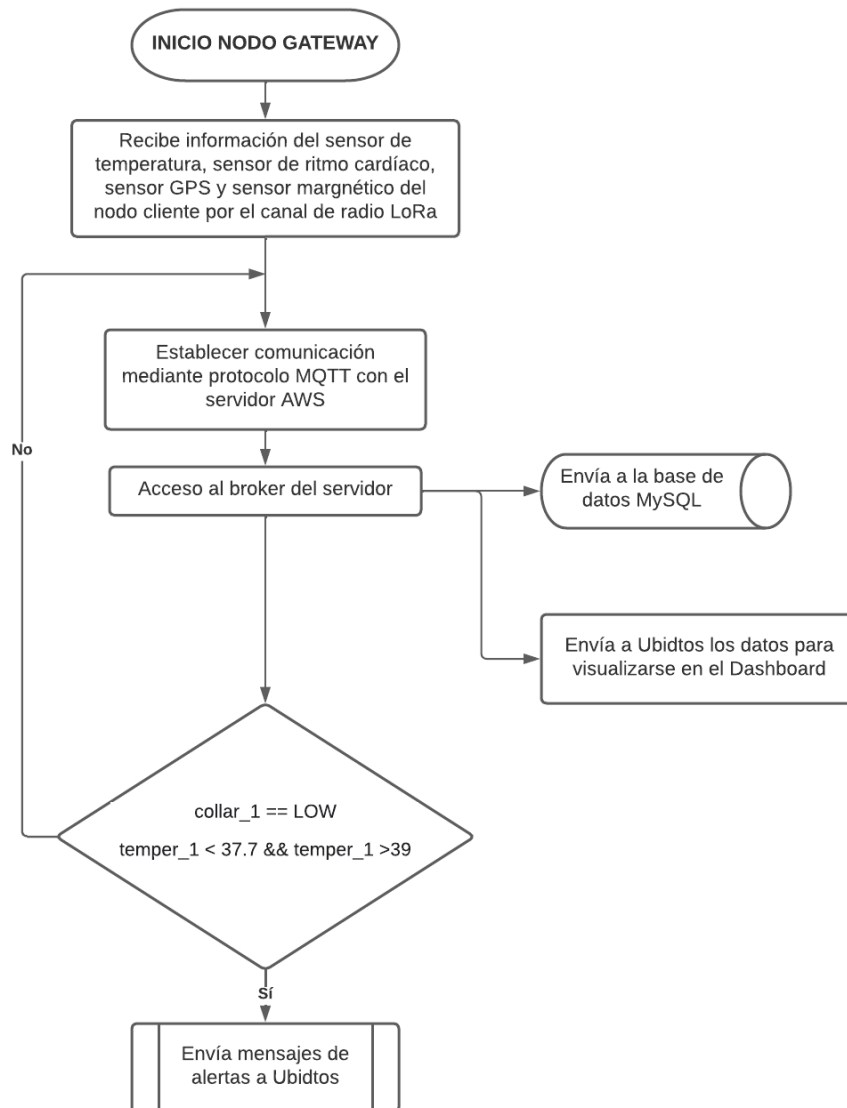 INICIO NODO GATEWAY
Recibe información del sensor de
temperatura, sensor de ritmo cardíaco,
sensor GPS y sensor margnético del
nodo cliente por el canal de radio LoRa
Establecer comunicación
mediante protocolo MQTT con el
servidor AWS
No
Acceso al broker del servidor
Envía a la base de
datos MySQL
Envía a Ubidtos los datos para
visualizarse en el Dashboard
collar_1 == LOW
temper_1 < 37.7 && temper_1 >39
Sí
Envía mensajes de
alertas a Ubidtos